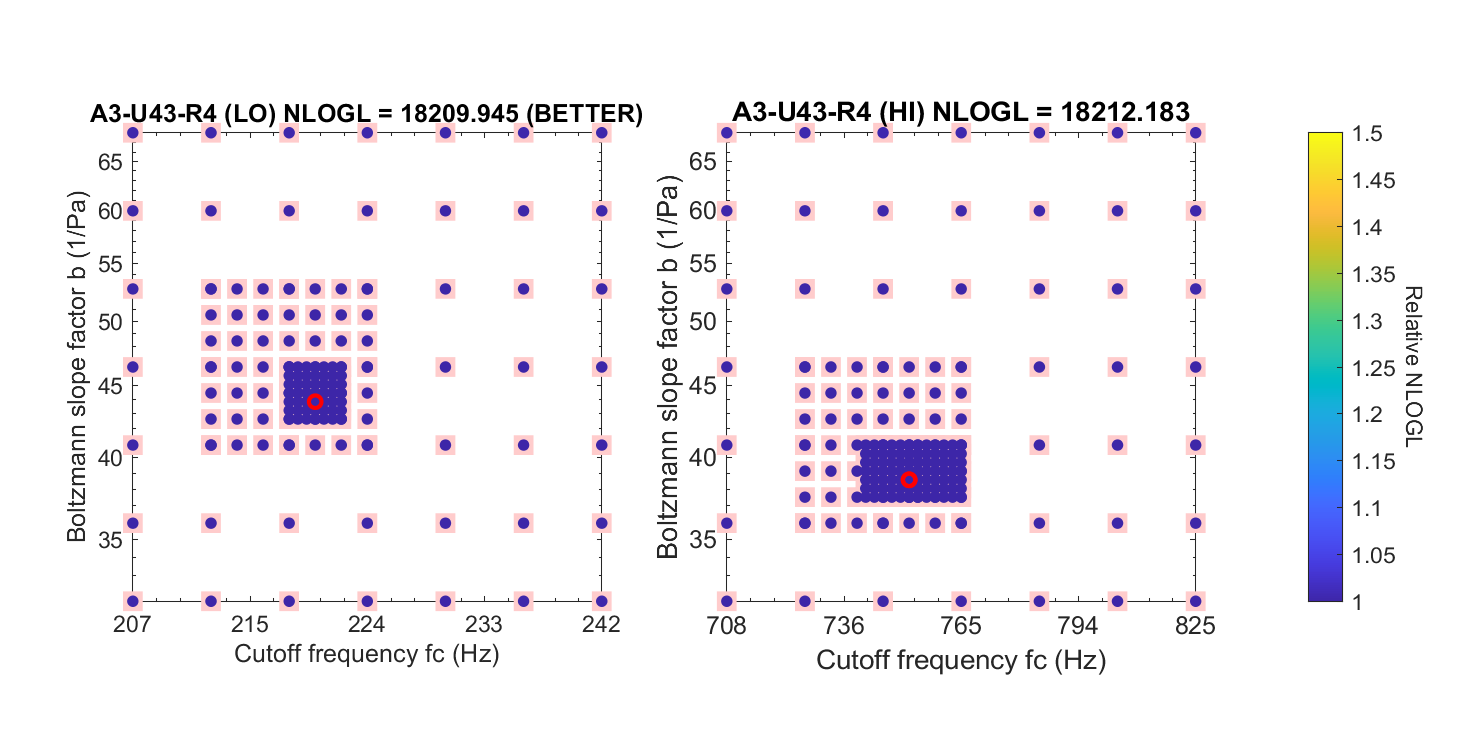 A3-U43-R4 (LO) NLOGL = 18209.945 (BETTER)
65
60
55
50
45
40
35
207 215 224 233 242
Cutoff frequency fc (Hz)
Boltzmann slope factor b (1/Pa)
A3-U43-R4 (HI) NLOGL = 18212.183
65
60
55
50
45
40
35
708 736 765 794 825
Cutoff frequency fc (Hz)
Boltzmann slope factor b (1/Pa)
1.5
1.45
1.4
1.35
1.3
1.25
1.2
1.15
1.1
1.05
1
Relative NLOGL